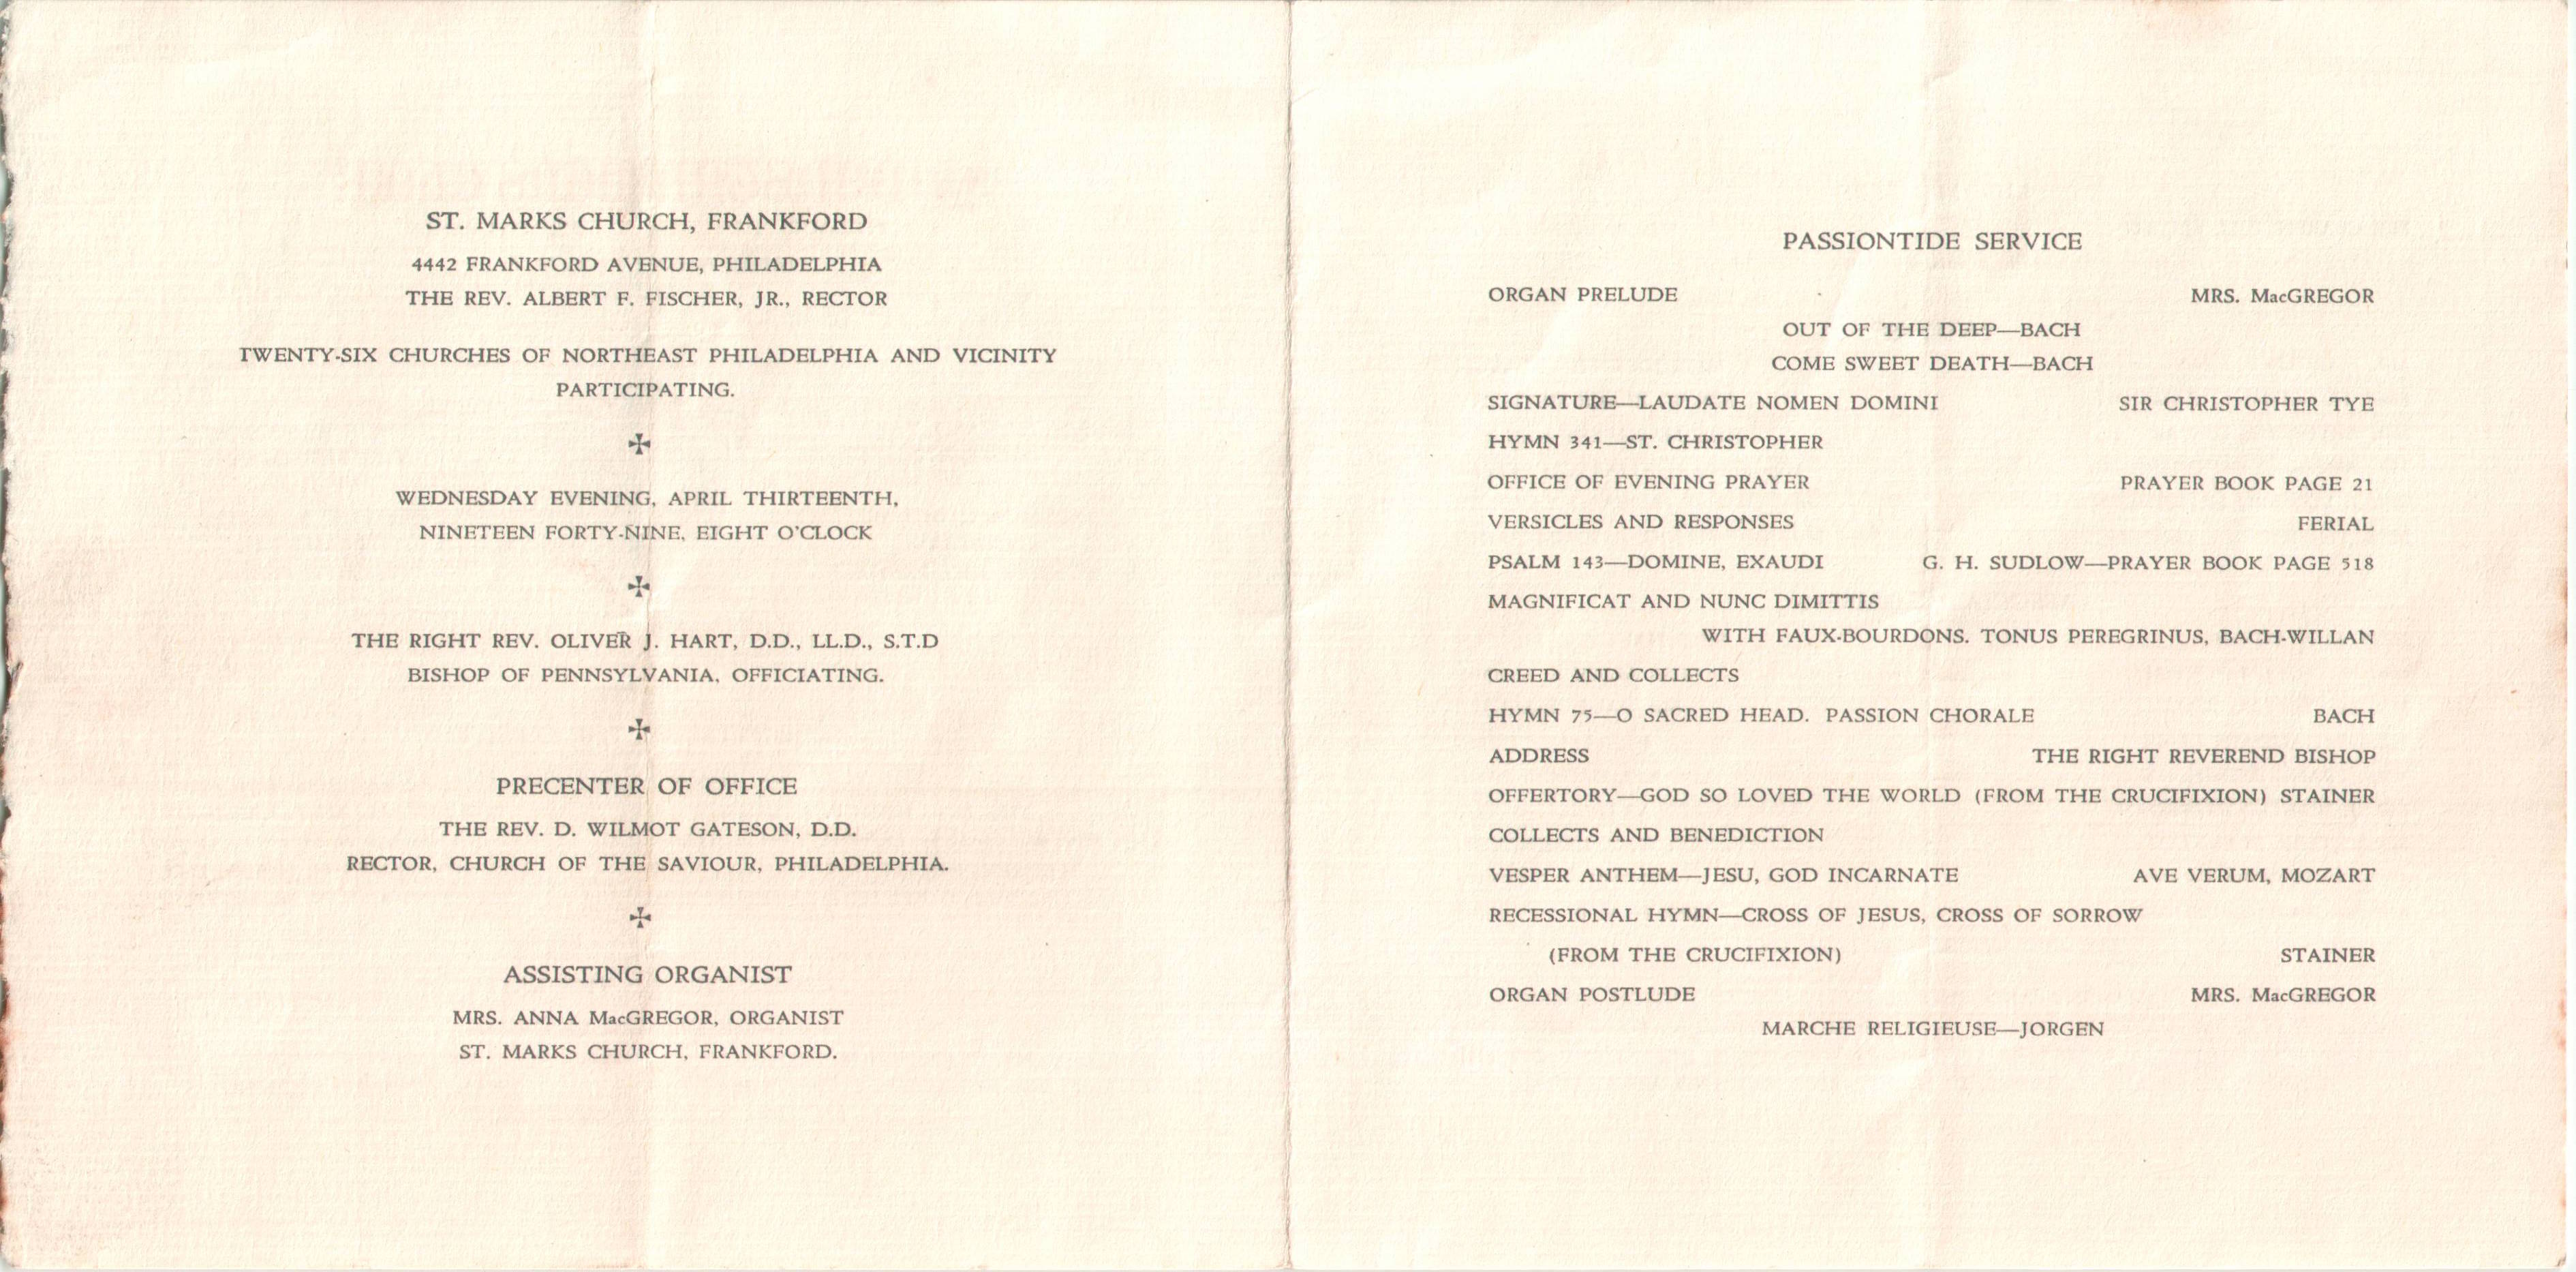 ST. MARKS CHURCH, FRANKFORD
4442 FRANKFORD AVENUE, PHILADELPHIA
THE REV. ALBERT F. FISCHER, JR., RECTOR
TWENTY-SIX CHURCHES OF NORTHEAST PHILADELPHIA AND VICINITY
PARTICIPATING.
✠
WEDNESDAY EVENING, APRIL THIRTEENTH,
NINETEEN FORTY-NINE, EIGHT O'CLOCK
✠
THE RIGHT REV. OLIVER J. HART, D.D., LL.D., S.T.D
BISHOP OF PENNSYLVANIA, OFFICIATING.
✠
PRECENTER OF OFFICE
THE REV. D. WILMOT GATESON, D.D.
RECTOR, CHURCH OF THE SAVIOUR, PHILADELPHIA.
✠
ASSISTING ORGANIST
MRS. ANNA MacGREGOR, ORGANIST
ST. MARKS CHURCH, FRANKFORD.
PASSIONTIDE SERVICE
ORGAN PRELUDE MRS. MacGREGOR
OUT OF THE DEEP—BACH
COME SWEET DEATH—BACH
SIGNATURE—LAUDATE NOMEN DOMINI SIR CHRISTOPHER TYE
HYMN 341—ST. CHRISTOPHER
OFFICE OF EVENING PRAYER PRAYER BOOK PAGE 21
VERSICLES AND RESPONSES FERIAL
PSALM 143—DOMINE, EXAUDI G. H. SUDLOW—PRAYER BOOK PAGE 518
MAGNIFICAT AND NUNC DIMITTIS
WITH FAUX-BOURDONS. TONUS PEREGRINUS, BACH-WILLAN
CREED AND COLLECTS
HYMN 75—O SACRED HEAD. PASSION CHORALE BACH
ADDRESS THE RIGHT REVEREND BISHOP
OFFERTORY—GOD SO LOVED THE WORLD (FROM THE CRUCIFIXION) STAINER
COLLECTS AND BENEDICTION
VESPER ANTHEM—JESU, GOD INCARNATE AVE VERUM, MOZART
RECESSIONAL HYMN—CROSS OF JESUS, CROSS OF SORROW
(FROM THE CRUCIFIXION) STAINER
ORGAN POSTLUDE MRS. MacGREGOR
MARCHE RELIGIEUSE—JORGEN